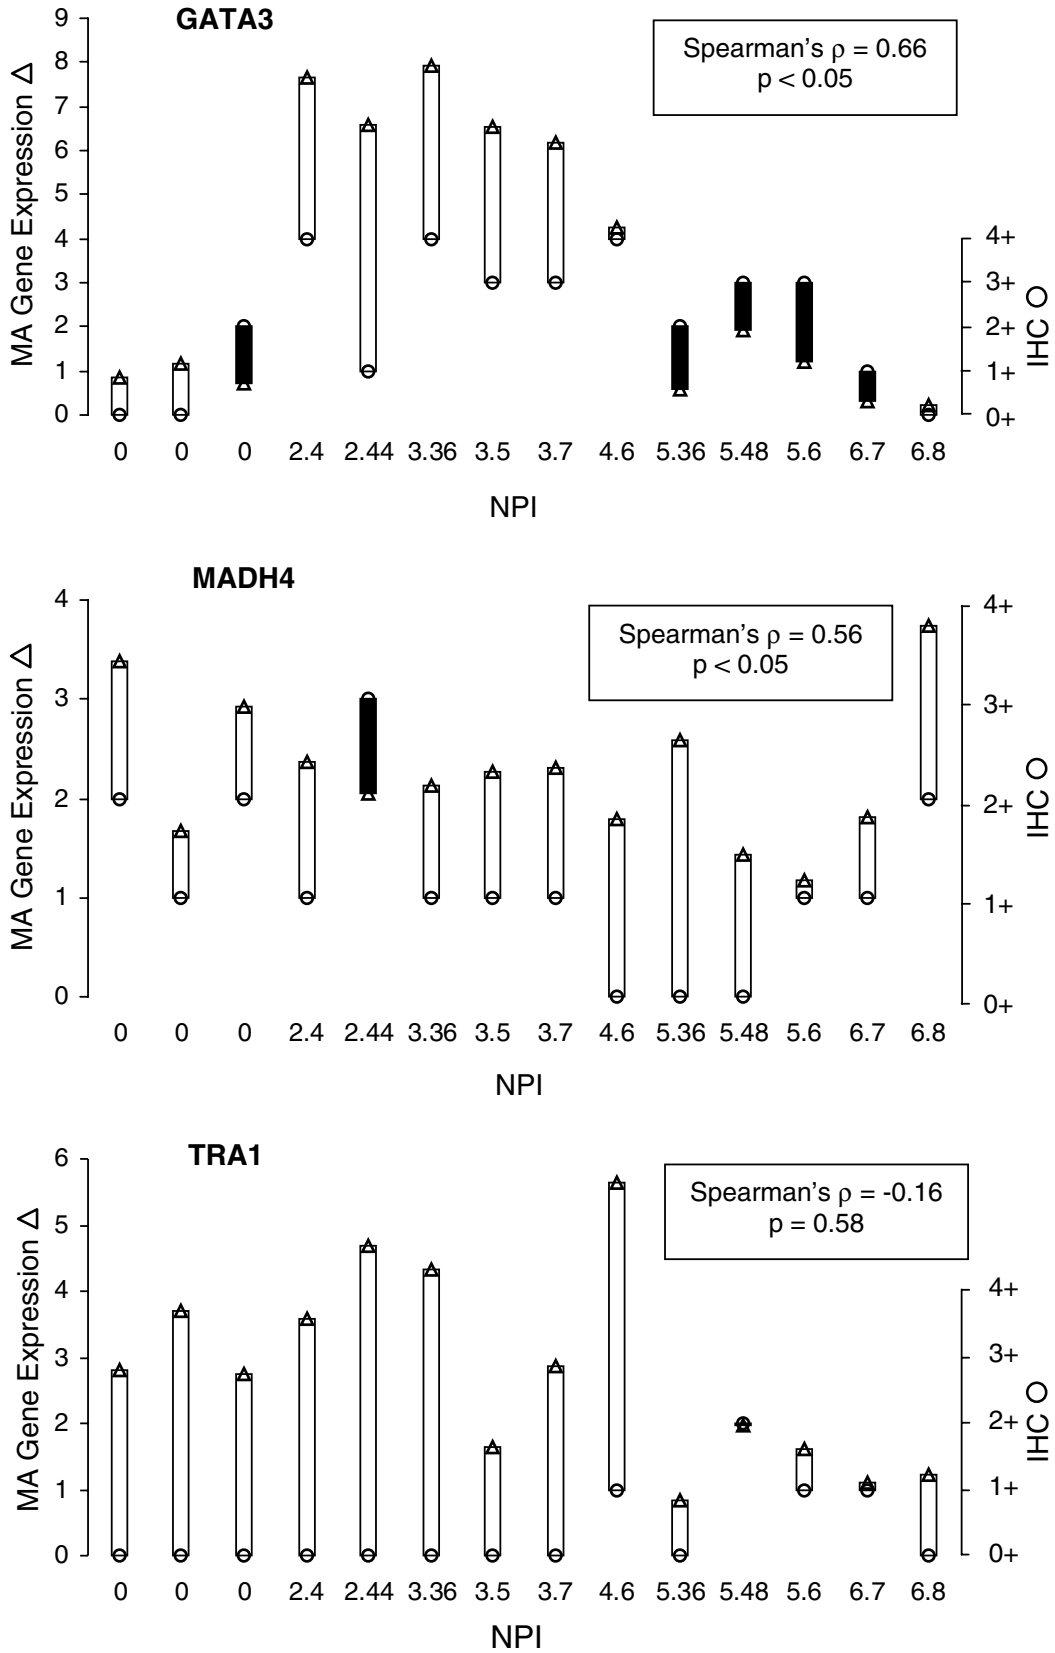 GATA3
Spearman's ρ = 0.66
p < 0.05
MA Gene Expression Δ
9
8
7
6
5
4
3
2
1
0
4+
3+
2+
1+
0+
IHC O
0 0 0 2.4 2.44 3.36 3.5 3.7 4.6 5.36 5.48 5.6 6.7 6.8
NPI
MADH4
Spearman's ρ = 0.56
p < 0.05
MA Gene Expression Δ
4
3
2
1
0
4+
3+
2+
1+
0+
IHC O
0 0 0 2.4 2.44 3.36 3.5 3.7 4.6 5.36 5.48 5.6 6.7 6.8
NPI
TRA1
Spearman's ρ = -0.16
p = 0.58
MA Gene Expression Δ
6
5
4
3
2
1
0
4+
3+
2+
1+
0+
IHC O
0 0 0 2.4 2.44 3.36 3.5 3.7 4.6 5.36 5.48 5.6 6.7 6.8
NPI